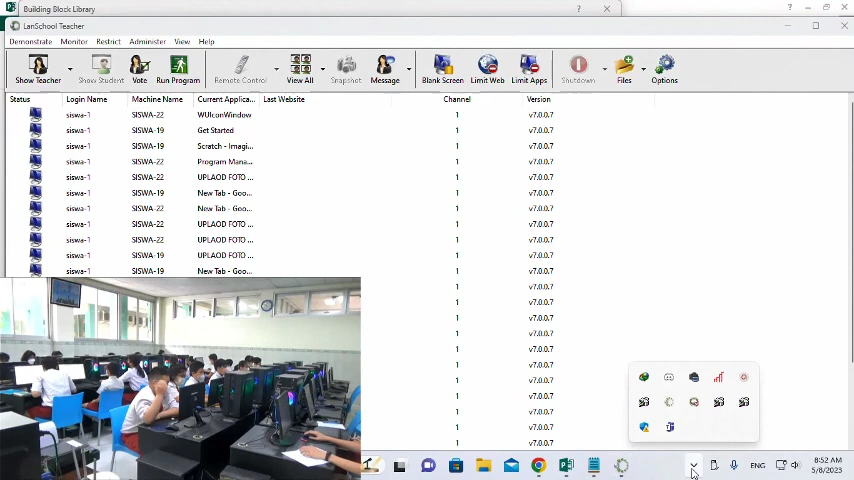 Building Block Library
LanSchool Teacher
Demonstrate Monitor Restrict Administer View Help
Show Teacher Show Student Vote Run Program Remote Control View All Snapshot Message Blank Screen Limit Web Limit Apps Shutdown Files Options
Status Login Name Machine Name Current Applica... Last Website Channel Version
siswa-1 SISWA-22 WUIconWindow 1 v7.0.0.7
siswa-1 SISWA-19 Get Started 1 v7.0.0.7
siswa-1 SISWA-19 Scratch - Imagi... 1 v7.0.0.7
siswa-1 SISWA-22 Program Mana... 1 v7.0.0.7
siswa-1 SISWA-22 UPLAOD FOTO ... 1 v7.0.0.7
siswa-1 SISWA-19 New Tab - Goo... 1 v7.0.0.7
siswa-1 SISWA-22 New Tab - Goo... 1 v7.0.0.7
siswa-1 SISWA-22 UPLAOD FOTO ... 1 v7.0.0.7
siswa-1 SISWA-22 UPLAOD FOTO ... 1 v7.0.0.7
siswa-1 SISWA-19 UPLAOD FOTO ... 1 v7.0.0.7
siswa-1 SISWA-19 New Tab - Goo... 1 v7.0.0.7
1 v7.0.0.7
1 v7.0.0.7
1 v7.0.0.7
1 v7.0.0.7
1 v7.0.0.7
1 v7.0.0.7
1 v7.0.0.7
1 v7.0.0.7
1 v7.0.0.7
1 v7.0.0.7
1 v7.0.0.7
ENG 8:52 AM
5/8/2023